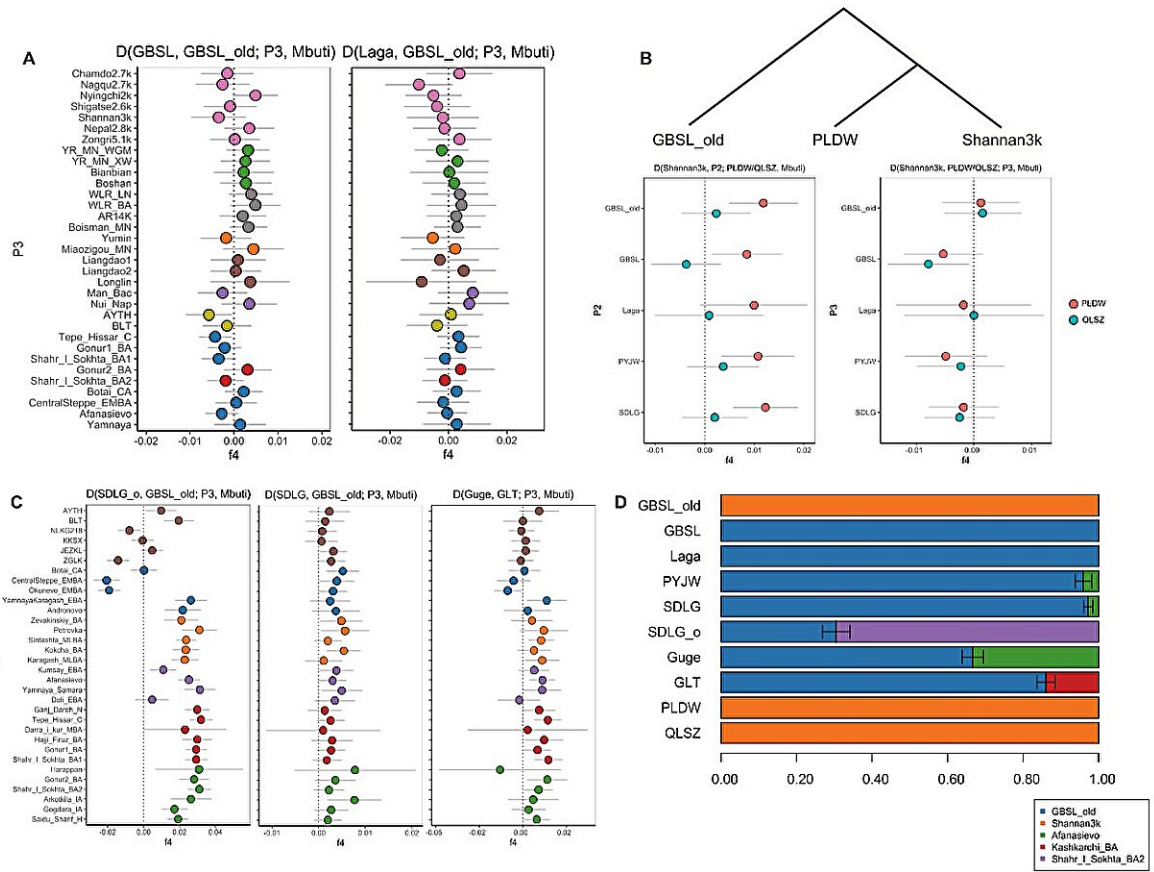 A
D(GBSL, GBSL_old; P3, Mbuti)
D(Laga, GBSL_old; P3, Mbuti)
P3
Chamdo2.7k
Nagqu2.7k
Nyingchi2k
Shigatse2.6k
Shannan3k
Nepal2.8k
Zongri5.1k
YR_MN_WGM
YR_MN_XW
Bianbian
Boshan
WLR_LN
WLR_BA
AR14K
Boisman_MN
Yumin
Miaozigou_MN
Liangdao1
Liangdao2
Longlin
Man_Bac
Nui_Nap
AYTH
BLT
Tepe_Hissar_C
Gonur1_BA
Shahr_I_Sokhta_BA1
Gonur2_BA
Shahr_I_Sokhta_BA2
Botai_CA
CentralSteppe_EMBA
Afanasievo
Yamnaya
-0.02 -0.01 0.00 0.01 0.02
f4
-0.02 0.00 0.02
f4
B
GBSL_old PLDW Shannan3k
D(Shannan3k, P2; PLDW/QLSZ, Mbuti)
P2
GBSL_old
GBSL
Laga
PYJW
SDLG
-0.01 0.00 0.01 0.02
f4
D(Shannan3k, PLDW/QLSZ; P3, Mbuti)
P3
GBSL_old
GBSL
Laga
PYJW
SDLG
-0.01 0.00 0.01
f4
PLDW
QLSZ
C
D(SDLG_o, GBSL_old; P3, Mbuti)
D(SDLG, GBSL_old; P3, Mbuti)
D(Guge, GLT; P3, Mbuti)
AYTH
BLT
NLKG218
KKSX
JEZKL
ZGLK
Botai_CA
CentralSteppe_EMBA
Okunevo_EMBA
YamnayaKaragash_EBA
Andronovo
Zevakinskiy_BA
Petrovka
Sintashta_MLBA
Kokcha_BA
Karagash_MLBA
Kumsay_EBA
Afanasievo
Yamnaya_Samara
Dali_EBA
Ganj_Dareh_N
Tepe_Hissar_C
Darra_i_kur_MBA
Hajji_Firuz_BA
Gonur1_BA
Shahr_I_Sokhta_BA1
Harappan
Gonur2_BA
Shahr_I_Sokhta_BA2
Arkotkila_IA
Gogdara_IA
Saidu_Sharif_H
-0.02 0.00 0.02 0.04
f4
-0.01 0.00 0.01 0.02
f4
-0.05 -0.02 0.00 0.02
f4
D
GBSL_old
GBSL
Laga
PYJW
SDLG
SDLG_o
Guge
GLT
PLDW
QLSZ
0.00 0.20 0.40 0.60 0.80 1.00
GBSL_old
Shannan3k
Afanasievo
Kashkarchi_BA
Shahr_I_Sokhta_BA2